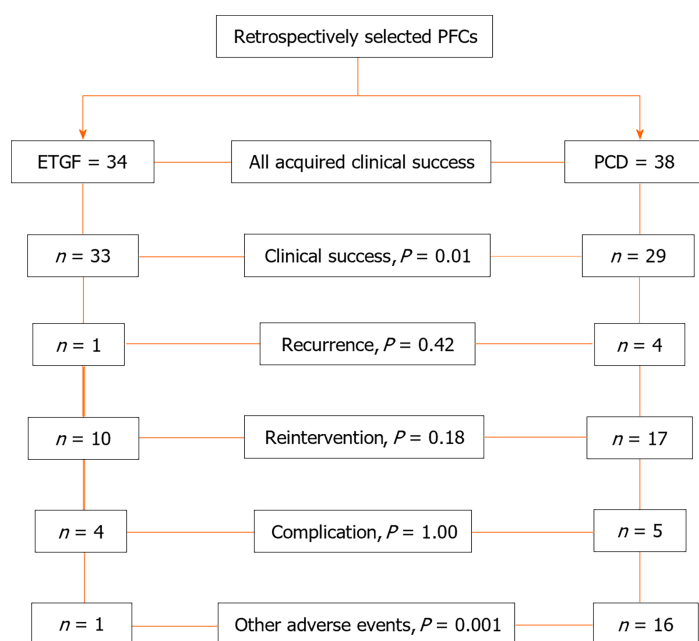 Retrospectively selected PFCs
ETGF = 34
All acquired clinical success
PCD = 38
n = 33
Clinical success, P = 0.01
n = 29
n = 1
Recurrence, P = 0.42
n = 4
n = 10
Reintervention, P = 0.18
n = 17
n = 4
Complication, P = 1.00
n = 5
n = 1
Other adverse events, P = 0.001
n = 16